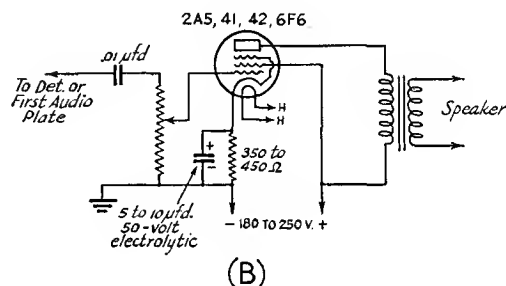 2A5, 41, 42, 6F6
.01 µfd
To Det. or
First Audio
Plate
H
H
Speaker
+
-
350 to
450 Ω
5 to 10 µfd.
50-volt
electrolytic
- 180 TO 250 V. +
(B)